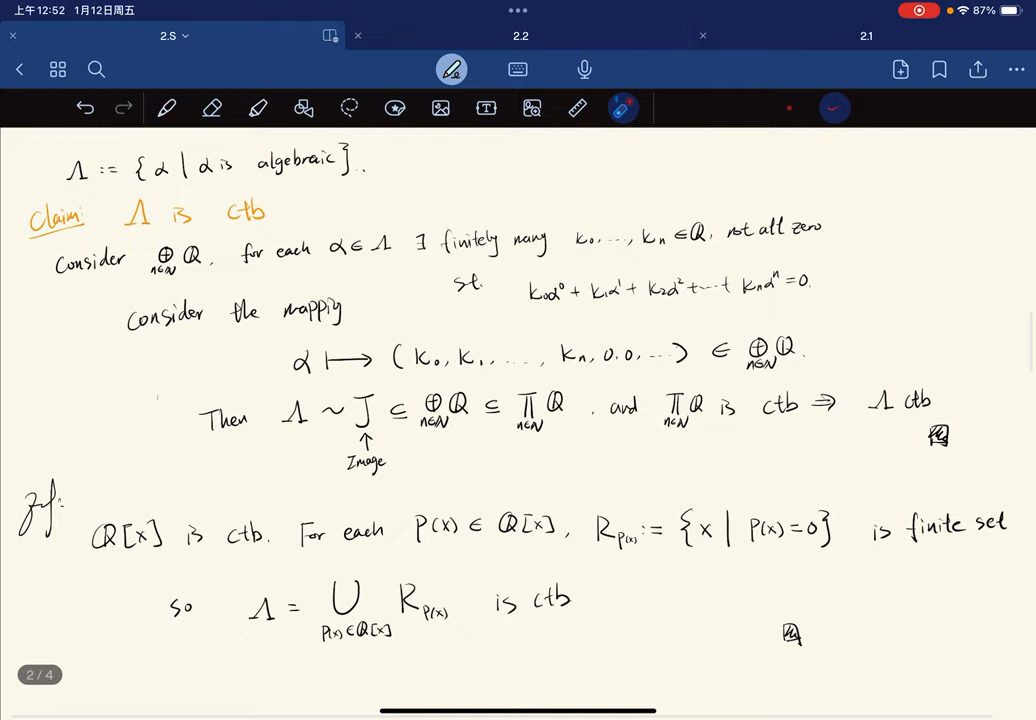 上午12:52 1月12日周五
87%
2.S
2.2
2.1
Λ := {α | α is algebraic}..
Claim: Λ is ctb
Consider ⊕_{n∈ℕ} ℚ, for each α ∈ Λ ∃ finitely many k₀, ..., kₙ ∈ ℚ, not all zero
st. k₀α⁰ + k₁α¹ + k₂α² + ... + kₙαⁿ = 0.
Consider the mappiy
α ↦ (k₀, k₁, ..., kₙ, 0.0, ...) ∈ ⊕_{n∈ℕ} ℚ.
Then Λ ~ J ⊆ ⊕_{n∈ℕ} ℚ ⊆ ∏_{n∈ℕ} ℚ. and ∏_{n∈ℕ} ℚ is ctb ⇒ Λ ctb
↑
Image
ℚ[x] is ctb. For each P(x) ∈ ℚ[x], R_{P(x)} := {x | P(x)=0} is finite set
so Λ = ⋃_{P(x)∈ℚ[x]} R_{P(x)} is ctb
2 / 4